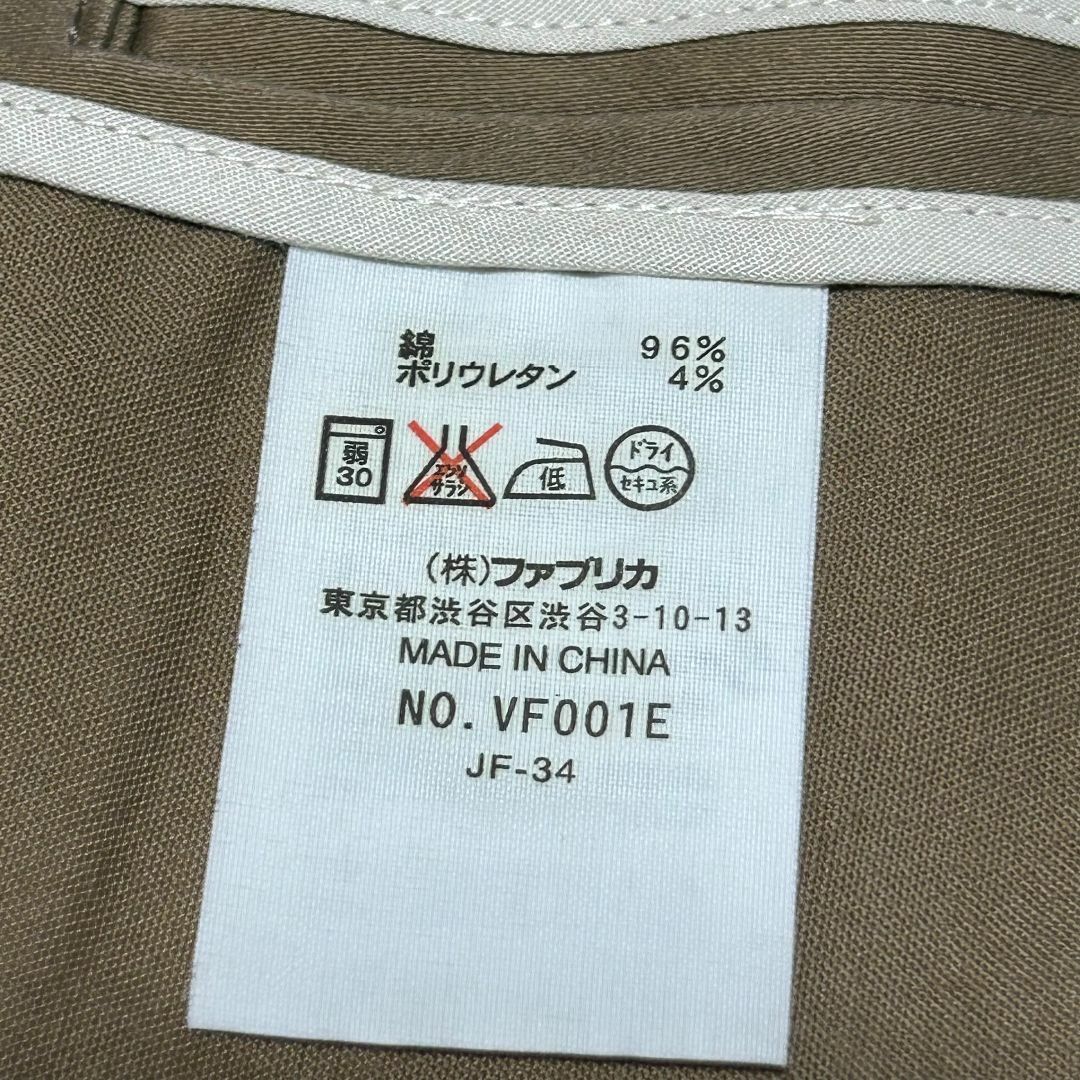 綿 96%
ポリウレタン 4%
弱 30
エンソ サラシ
低
ドライ セキユ系
(株)ファブリカ
東京都渋谷区渋谷3-10-13
MADE IN CHINA
NO. VF001E
JF-34